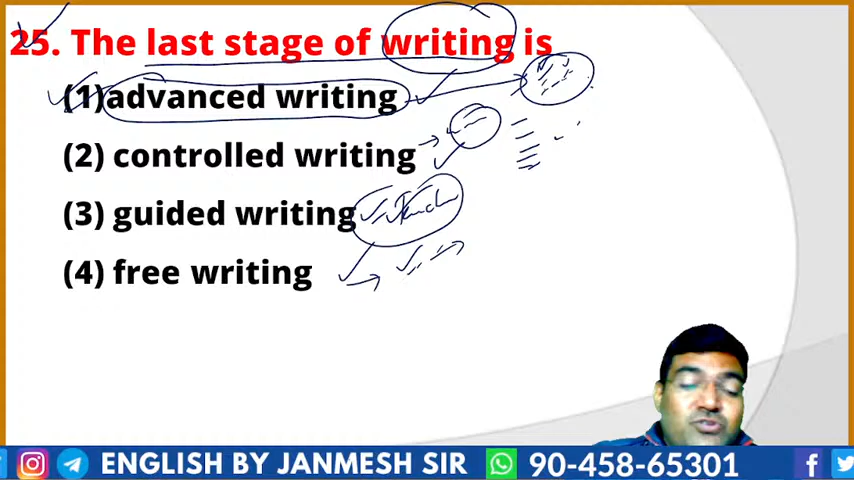 25. The last stage of writing is
(1)advanced writing
(2) controlled writing
(3) guided writing
(4) free writing
ENGLISH BY JANMESH SIR 90-458-65301